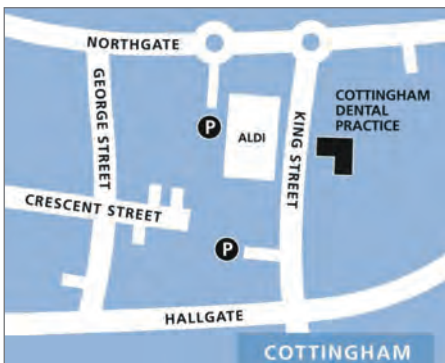 NORTHGATE
GEORGE STREET
COTTINGHAM
DENTAL
PRACTICE
P
ALDI
KING STREET
CRESCENT STREET
P
HALLGATE
COTTINGHAM